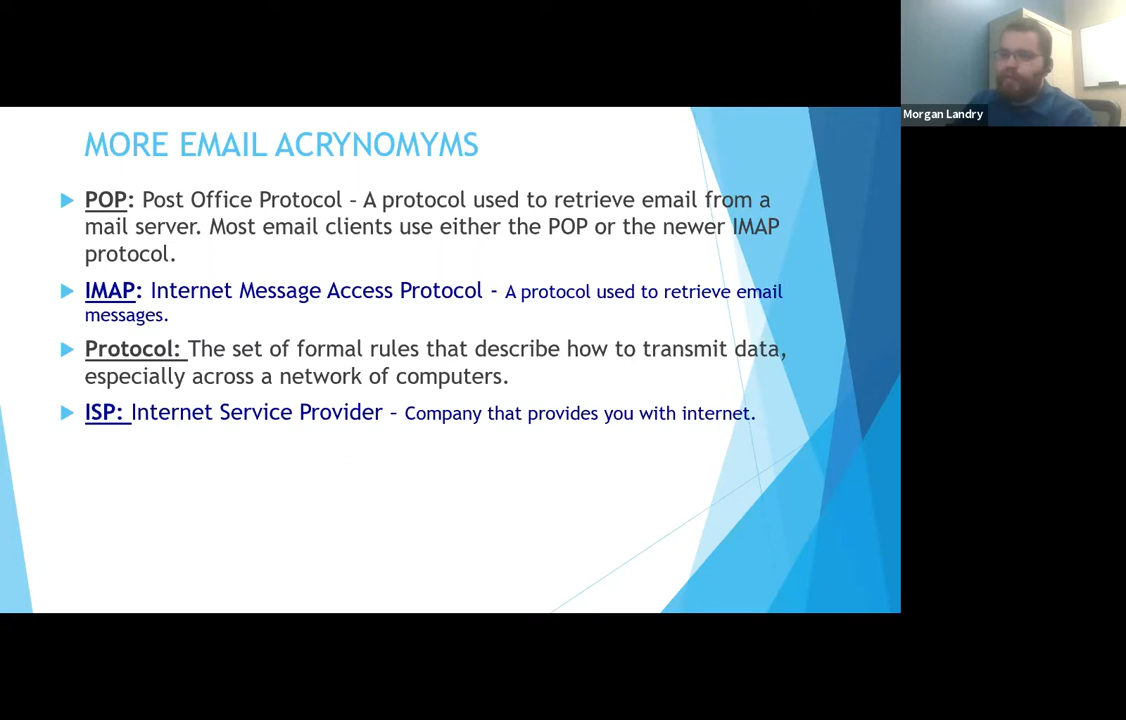 MORE EMAIL ACRYNOMYMS
POP: Post Office Protocol – A protocol used to retrieve email from a
mail server. Most email clients use either the POP or the newer IMAP
protocol.
IMAP: Internet Message Access Protocol - A protocol used to retrieve email
messages.
Protocol: The set of formal rules that describe how to transmit data,
especially across a network of computers.
ISP: Internet Service Provider – Company that provides you with internet.
Morgan Landry